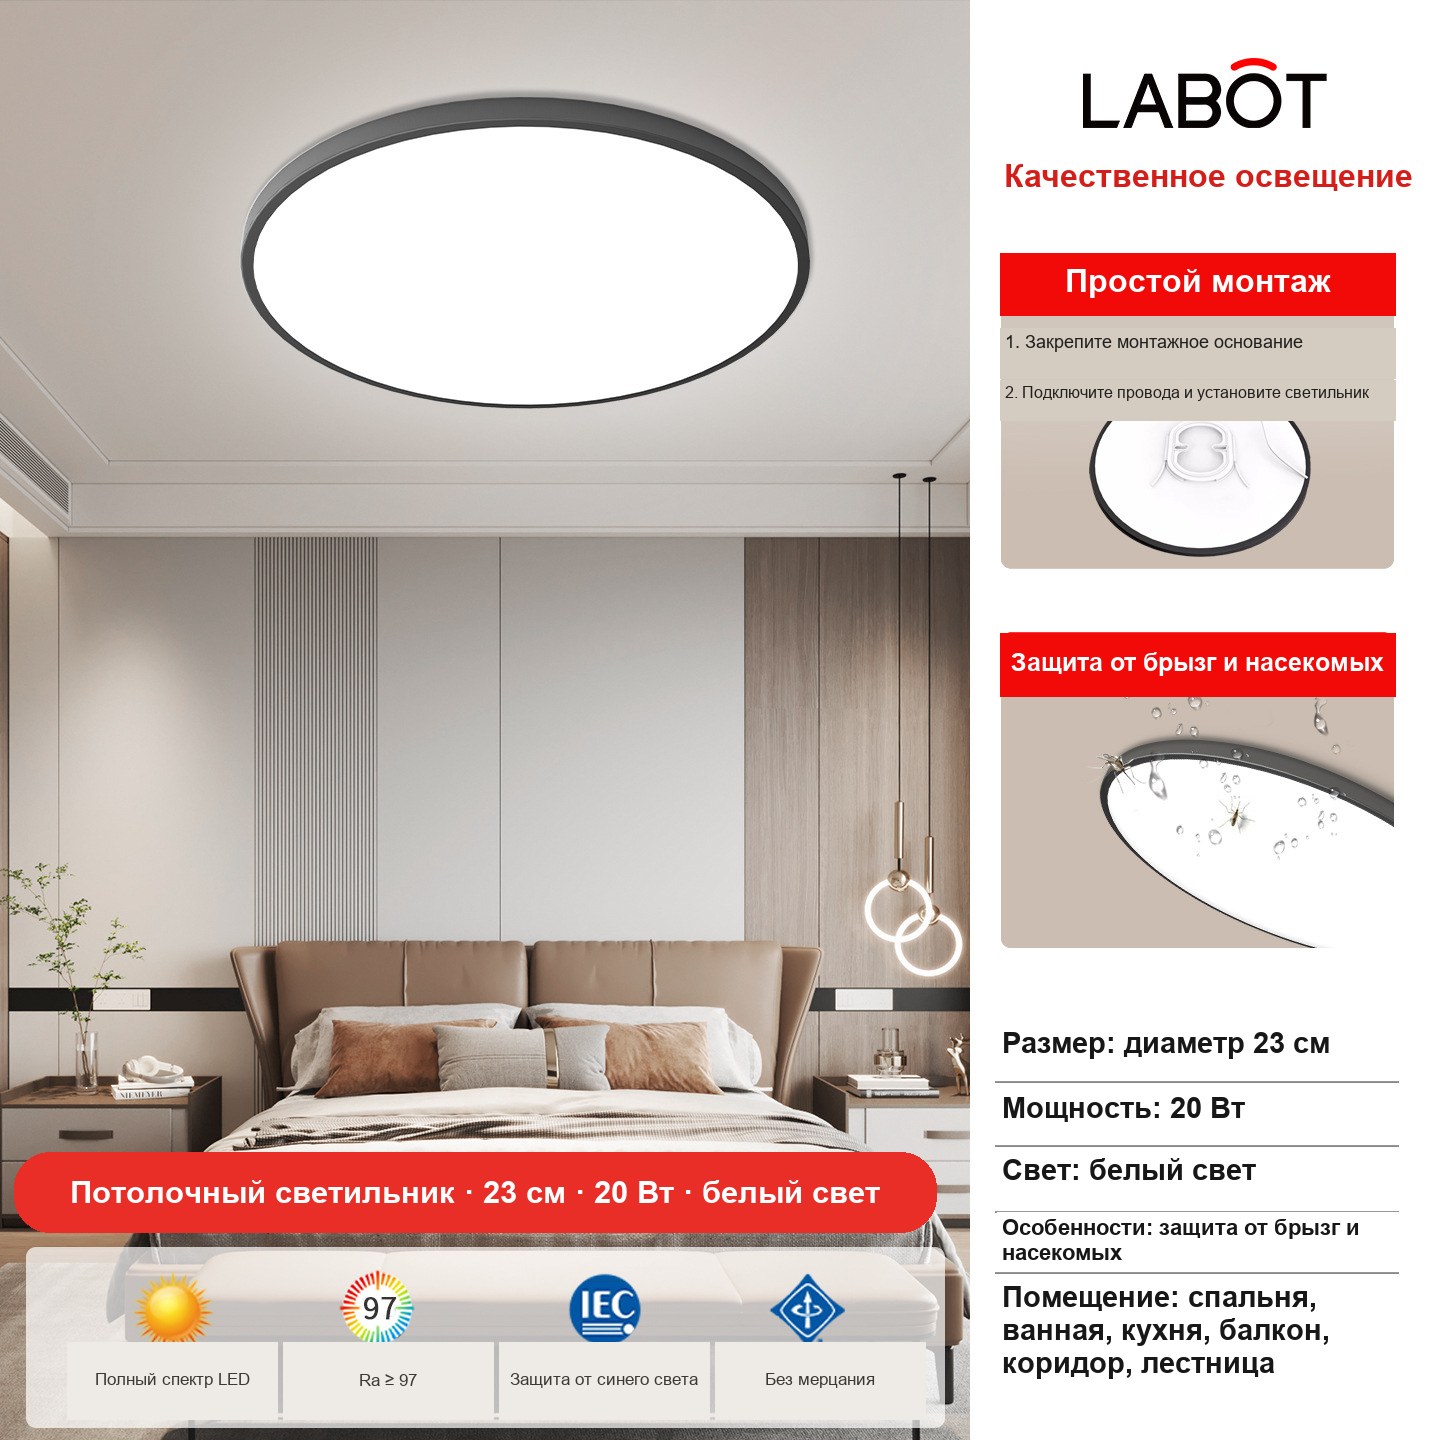 LABOT
Качественное освещение
Простой монтаж
1. Закрепите монтажное основание
2. Подключите провода и установите светильник
Защита от брызг и насекомых
Размер: диаметр 23 см
Мощность: 20 Вт
Свет: белый свет
Особенности: защита от брызг и
насекомых
Помещение: спальня,
ванная, кухня, балкон,
коридор, лестница
Потолочный светильник · 23 см · 20 Вт · белый свет
97
IEC
Полный спектр LED
Ra ≥ 97
Защита от синего света
Без мерцания